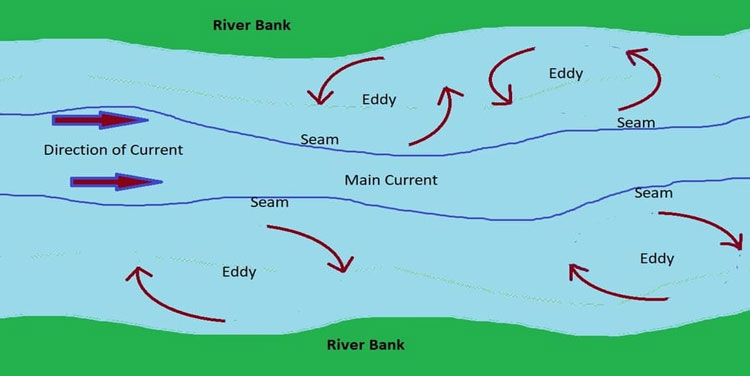 River Bank
Eddy
Eddy
Seam
Seam
Direction of Current
Main Current
Seam
Seam
Eddy
Eddy
River Bank